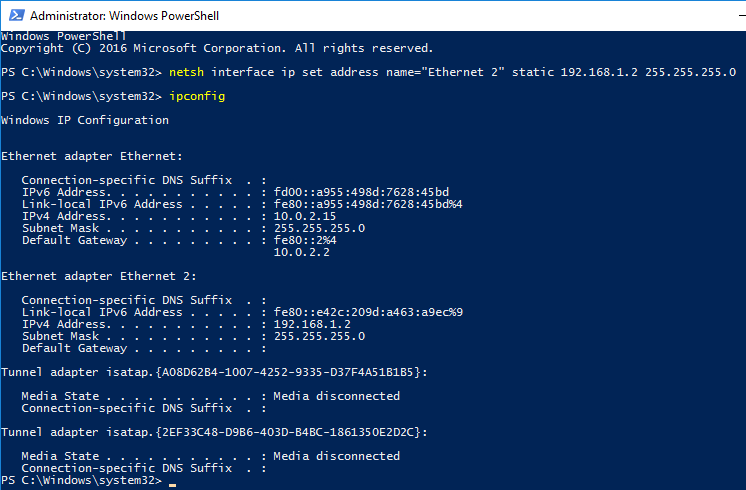 Administrator: Windows PowerShell
Windows PowerShell
Copyright (C) 2016 Microsoft Corporation. All rights reserved.
PS C:\Windows\system32> netsh interface ip set address name="Ethernet 2" static 192.168.1.2 255.255.255.0
PS C:\Windows\system32> ipconfig
Windows IP Configuration
Ethernet adapter Ethernet:
   Connection-specific DNS Suffix  . :
   IPv6 Address. . . . . . . . . . . : fd00::a955:498d:7628:45bd
   Link-local IPv6 Address . . . . . : fe80::a955:498d:7628:45bd%4
   IPv4 Address. . . . . . . . . . . : 10.0.2.15
   Subnet Mask . . . . . . . . . . . : 255.255.255.0
   Default Gateway . . . . . . . . . : fe80::2%4
                                       10.0.2.2
Ethernet adapter Ethernet 2:
   Connection-specific DNS Suffix  . :
   Link-local IPv6 Address . . . . . : fe80::e42c:209d:a463:a9ec%9
   IPv4 Address. . . . . . . . . . . : 192.168.1.2
   Subnet Mask . . . . . . . . . . . : 255.255.255.0
   Default Gateway . . . . . . . . . :
Tunnel adapter isatap.{A08D62B4-1007-4252-9335-D37F4A51B1B5}:
   Media State . . . . . . . . . . . : Media disconnected
   Connection-specific DNS Suffix  . :
Tunnel adapter isatap.{2EF33C48-D9B6-403D-B4BC-1861350E2D2C}:
   Media State . . . . . . . . . . . : Media disconnected
   Connection-specific DNS Suffix  . :
PS C:\Windows\system32> _